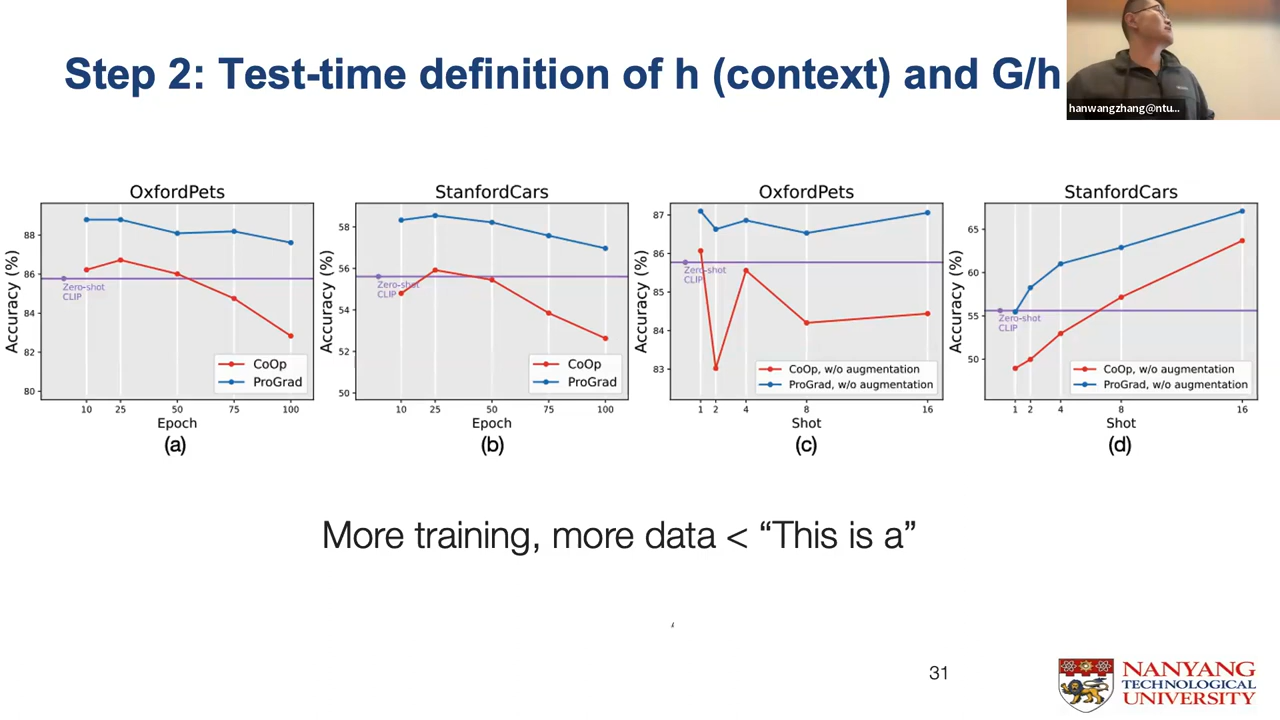 Step 2: Test-time definition of h (context) and G/h
hanwangzhang@ntu...
OxfordPets
Accuracy (%)
88
86
84
82
80
Zero-shot
CLIP
CoOp
ProGrad
10 25 50 75 100
Epoch
(a)
StanfordCars
Accuracy (%)
58
56
54
52
50
Zero-shot
CLIP
CoOp
ProGrad
10 25 50 75 100
Epoch
(b)
OxfordPets
Accuracy (%)
87
86
85
84
83
Zero-shot
CLIP
CoOp, w/o augmentation
ProGrad, w/o augmentation
1 2 4 8 16
Shot
(c)
StanfordCars
Accuracy (%)
65
60
55
50
Zero-shot
CLIP
CoOp, w/o augmentation
ProGrad, w/o augmentation
1 2 4 8 16
Shot
(d)
More training, more data < “This is a”
31
NANYANG
TECHNOLOGICAL
UNIVERSITY